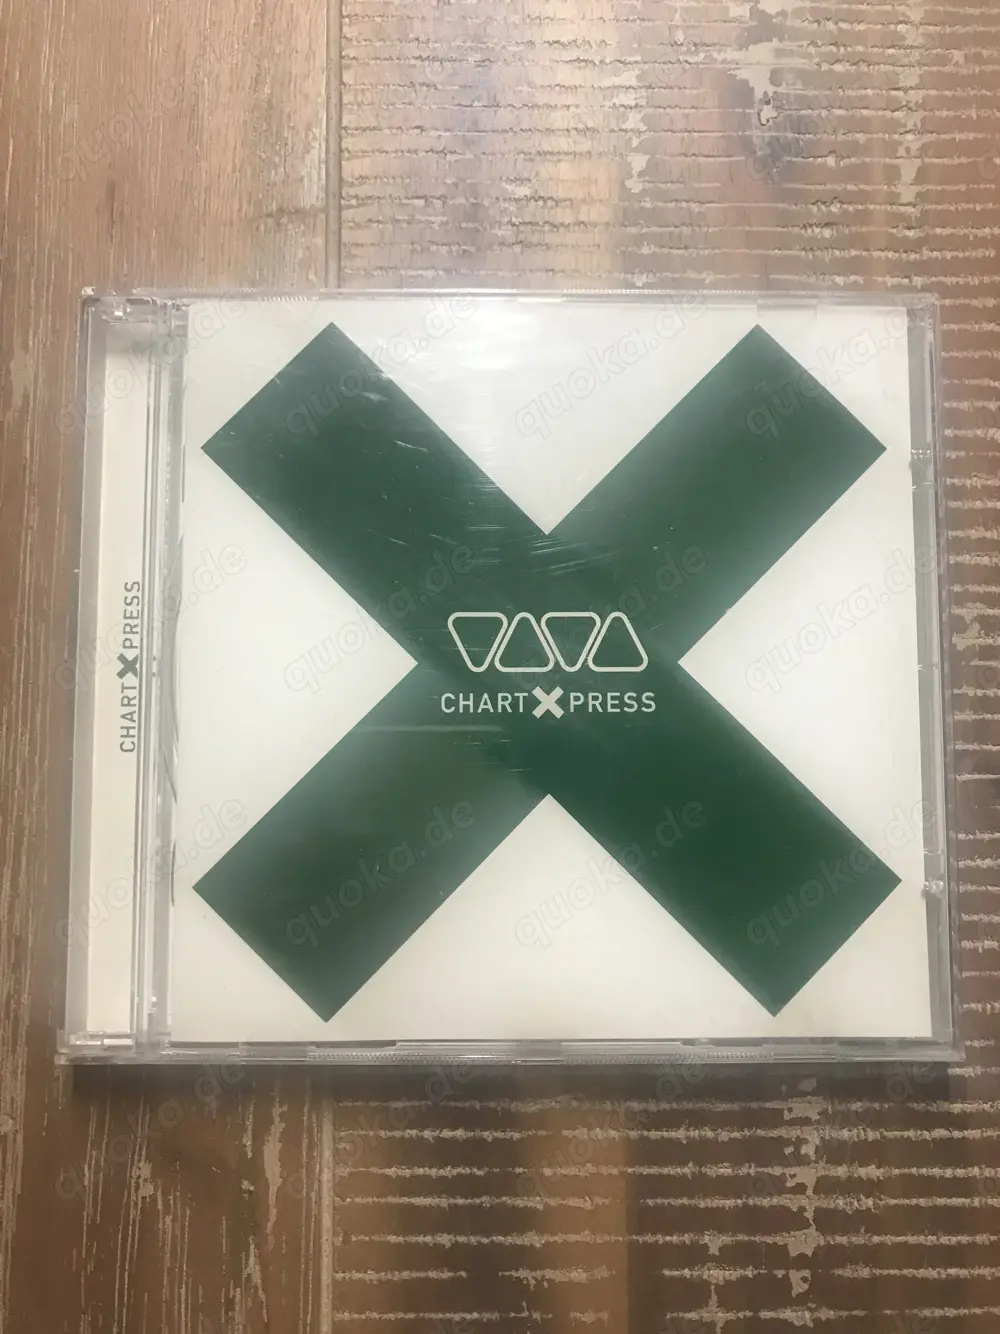 VIVA
CHART X PRESS
CHART X PRESS
quoka.de